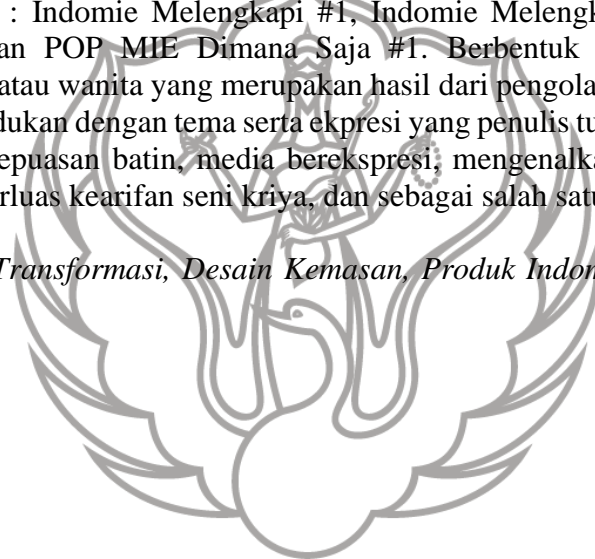 : Indomie Melengkapi #1, Indomie Melengk
an POP MIE Dimana Saja #1. Berbentuk
atau wanita yang merupakan hasil dari pengola
dukan dengan tema serta ekpresi yang penulis tu
epuasan batin, media berekspresi, mengenalka
erluas kearifan seni kriya, dan sebagai salah satu
Transformasi, Desain Kemasan, Produk Indon